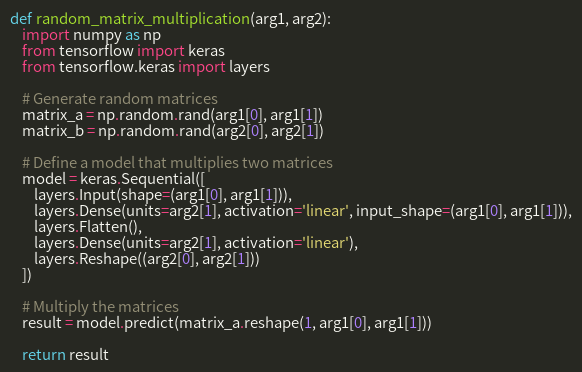 def random_matrix_multiplication(arg1, arg2):
    import numpy as np
    from tensorflow import keras
    from tensorflow.keras import layers

    # Generate random matrices
    matrix_a = np.random.rand(arg1[0], arg1[1])
    matrix_b = np.random.rand(arg2[0], arg2[1])

    # Define a model that multiplies two matrices
    model = keras.Sequential([
        layers.Input(shape=(arg1[0], arg1[1])),
        layers.Dense(units=arg2[1], activation='linear', input_shape=(arg1[0], arg1[1])),
        layers.Flatten(),
        layers.Dense(units=arg2[1], activation='linear'),
        layers.Reshape((arg2[0], arg2[1]))
    ])

    # Multiply the matrices
    result = model.predict(matrix_a.reshape(1, arg1[0], arg1[1]))

    return result